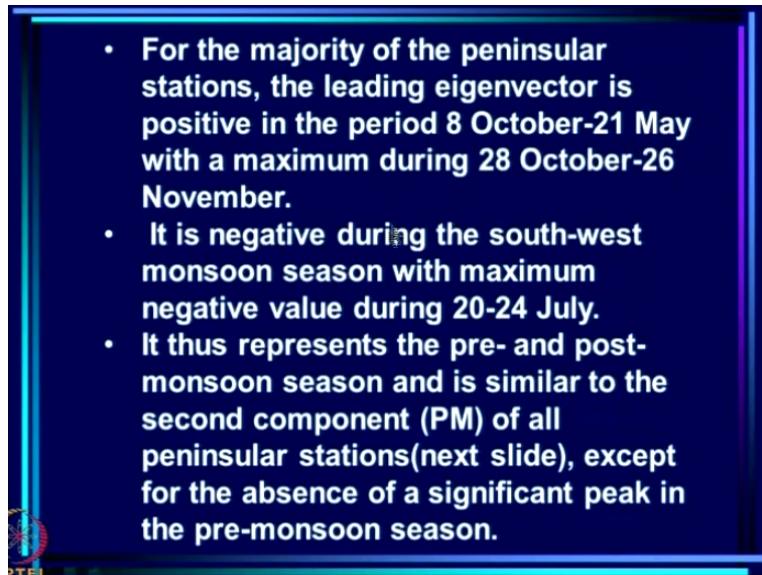 • For the majority of the peninsular
stations, the leading eigenvector is
positive in the period 8 October-21 May
with a maximum during 28 October-26
November.
• It is negative during the south-west
monsoon season with maximum
negative value during 20-24 July.
• It thus represents the pre- and post-
monsoon season and is similar to the
second component (PM) of all
peninsular stations(next slide), except
for the absence of a significant peak in
the pre-monsoon season.